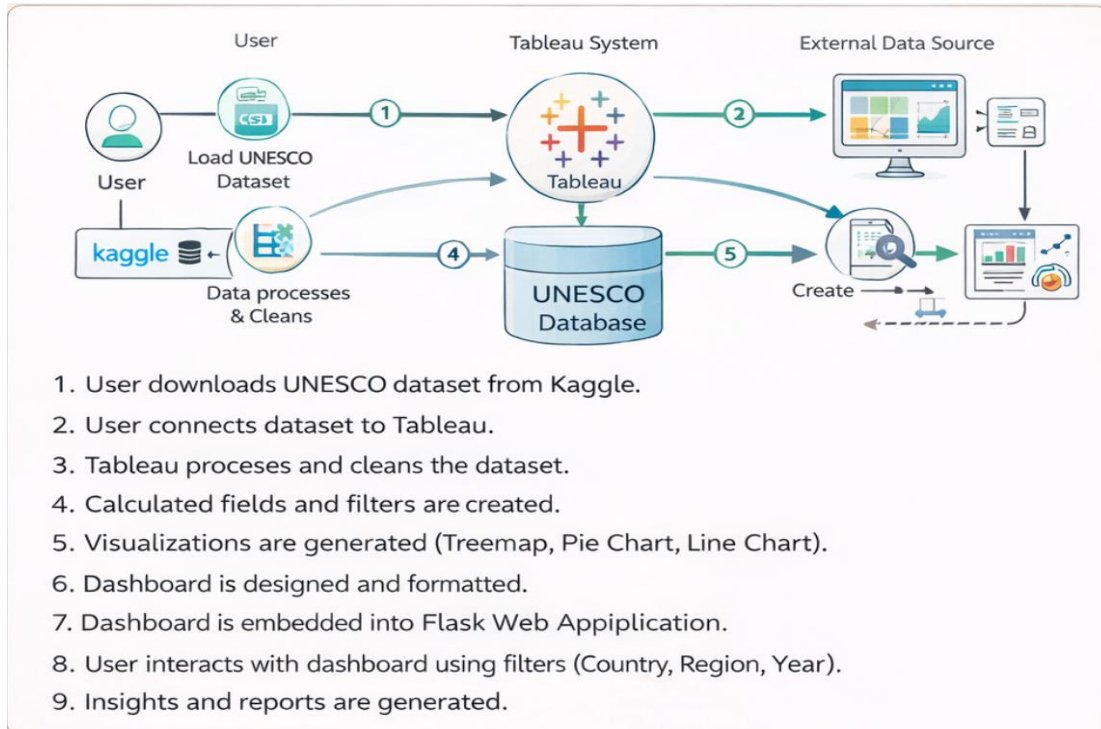 User
Tableau System
External Data Source
1
2
Load UNESCO
Dataset
User
Tableau
kaggle
4
5
UNESCO
Database
Create
Data processes
& Cleans
1. User downloads UNESCO dataset from Kaggle.
2. User connects dataset to Tableau.
3. Tableau proceses and cleans the dataset.
4. Calculated fields and filters are created.
5. Visualizations are generated (Treemap, Pie Chart, Line Chart).
6. Dashboard is designed and formatted.
7. Dashboard is embedded into Flask Web Appiplication.
8. User interacts with dashboard using filters (Country, Region, Year).
9. Insights and reports are generated.